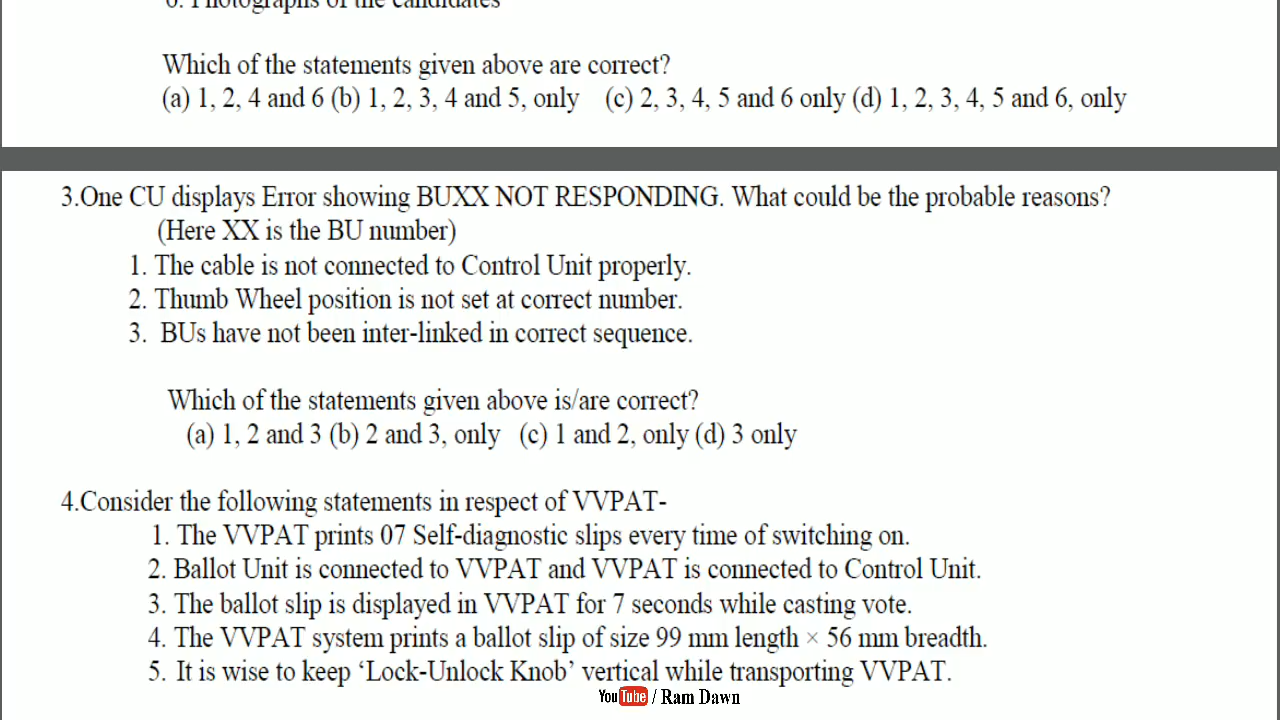 6. Photographs of the candidates
Which of the statements given above are correct?
(a) 1, 2, 4 and 6 (b) 1, 2, 3, 4 and 5, only (c) 2, 3, 4, 5 and 6 only (d) 1, 2, 3, 4, 5 and 6, only
3.One CU displays Error showing BUXX NOT RESPONDING. What could be the probable reasons?
(Here XX is the BU number)
1. The cable is not connected to Control Unit properly.
2. Thumb Wheel position is not set at correct number.
3. BUs have not been inter-linked in correct sequence.
Which of the statements given above is/are correct?
(a) 1, 2 and 3 (b) 2 and 3, only (c) 1 and 2, only (d) 3 only
4.Consider the following statements in respect of VVPAT-
1. The VVPAT prints 07 Self-diagnostic slips every time of switching on.
2. Ballot Unit is connected to VVPAT and VVPAT is connected to Control Unit.
3. The ballot slip is displayed in VVPAT for 7 seconds while casting vote.
4. The VVPAT system prints a ballot slip of size 99 mm length × 56 mm breadth.
5. It is wise to keep ‘Lock-Unlock Knob’ vertical while transporting VVPAT.
YouTube / Ram Dawn